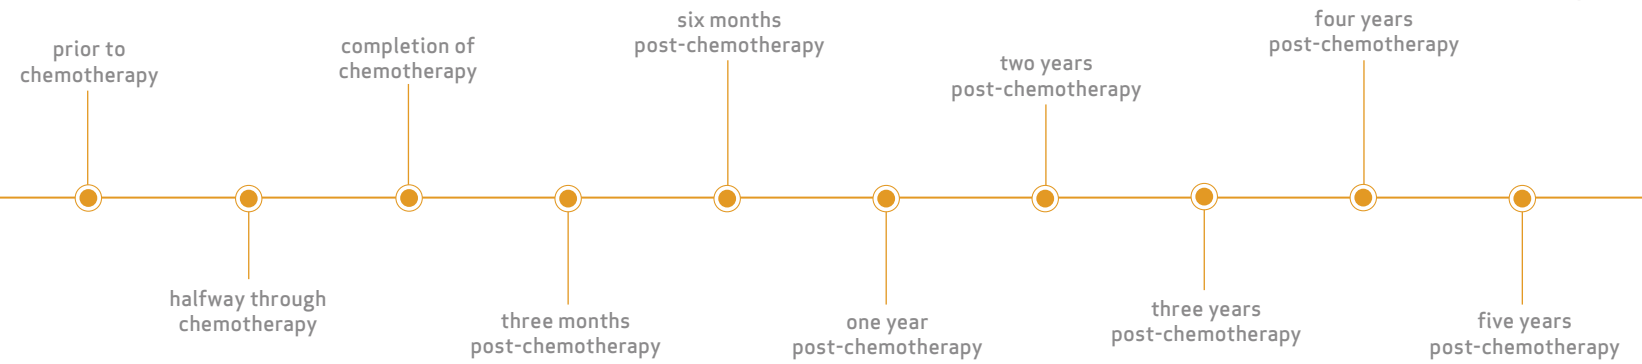 prior to
chemotherapy
halfway through
chemotherapy
completion of
chemotherapy
three months
post-chemotherapy
six months
post-chemotherapy
one year
post-chemotherapy
two years
post-chemotherapy
three years
post-chemotherapy
four years
post-chemotherapy
five years
post-chemotherapy